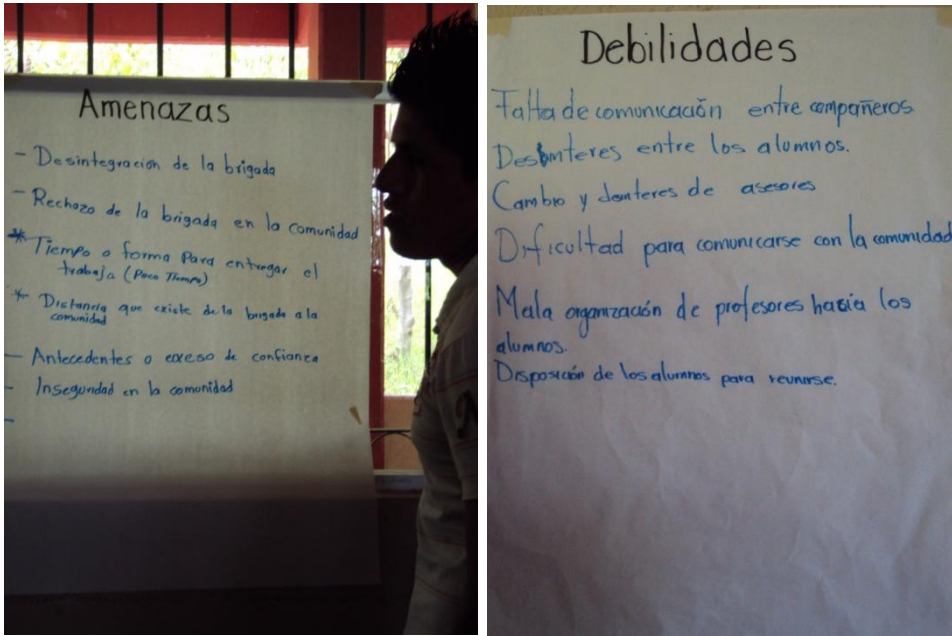 Amenazas
- Desintegracion de la brigada
- Rechazo de la brigada en la comunidad
* Tiempo o forma para entregar el
trabajo (Poco Tiempo)
* Distancia que existe de la brigada a la
comunidad
- Antecedentes o exeso de confianza
- Inseguridad en la comunidad
-
Debilidades
Falta de comunicación entre compañeros
Desinteres entre los alumnos.
Cambio y desinteres de asesores
Dificultad para comunicarse con la comunidad
Mala organización de profesores hacia los
alumnos.
Disposición de los alumnos para reunirse.